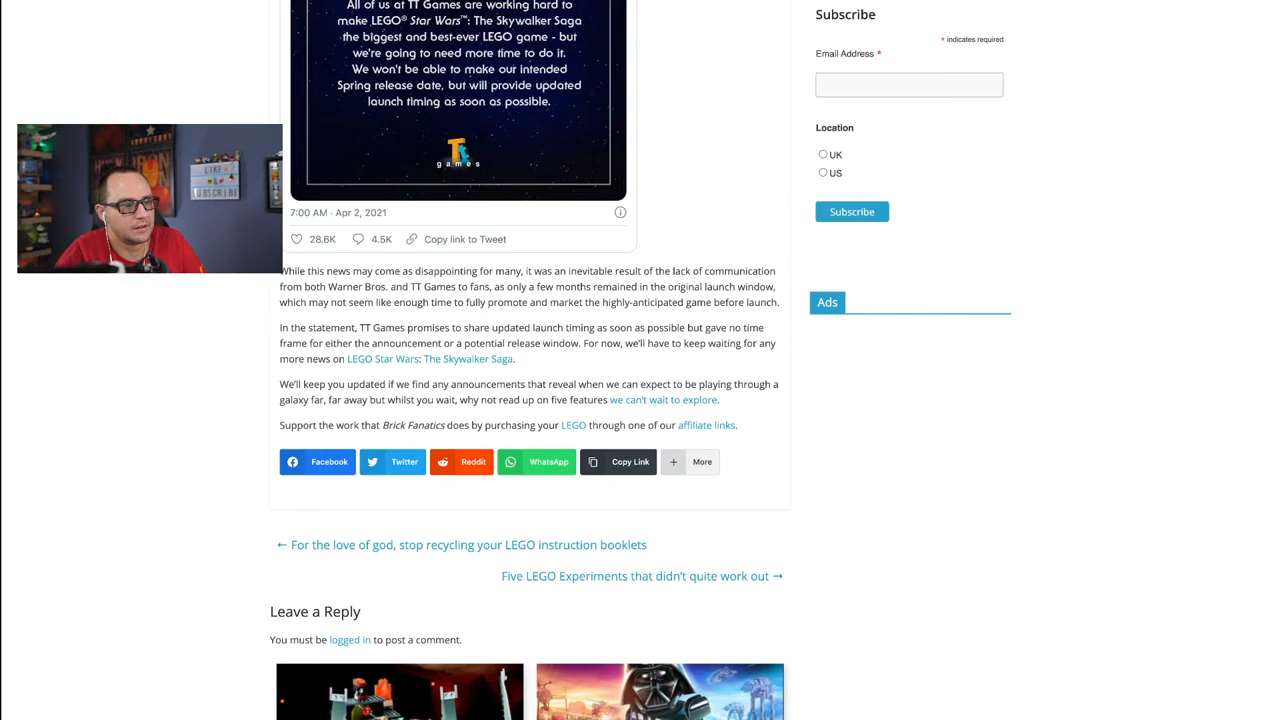 All of us at TT Games are working hard to
make LEGO® Star Wars™: The Skywalker Saga
the biggest and best-ever LEGO game - but
we're going to need more time to do it.
We won't be able to make our intended
Spring release date, but will provide updated
launch timing as soon as possible.
TT
games
7:00 AM · Apr 2, 2021
28.6K 4.5K Copy link to Tweet
While this news may come as disappointing for many, it was an inevitable result of the lack of communication
from both Warner Bros. and TT Games to fans, as only a few months remained in the original launch window,
which may not seem like enough time to fully promote and market the highly-anticipated game before launch.
In the statement, TT Games promises to share updated launch timing as soon as possible but gave no time
frame for either the announcement or a potential release window. For now, we'll have to keep waiting for any
more news on LEGO Star Wars: The Skywalker Saga.
We'll keep you updated if we find any announcements that reveal when we can expect to be playing through a
galaxy far, far away but whilst you wait, why not read up on five features we can't wait to explore.
Support the work that Brick Fanatics does by purchasing your LEGO through one of our affiliate links.
Facebook Twitter Reddit WhatsApp Copy Link + More
← For the love of god, stop recycling your LEGO instruction booklets
Five LEGO Experiments that didn't quite work out →
Leave a Reply
You must be logged in to post a comment.
Subscribe
* indicates required
Email Address *
Location
UK
US
Subscribe
Ads
LIKE
SUBSCRIBE